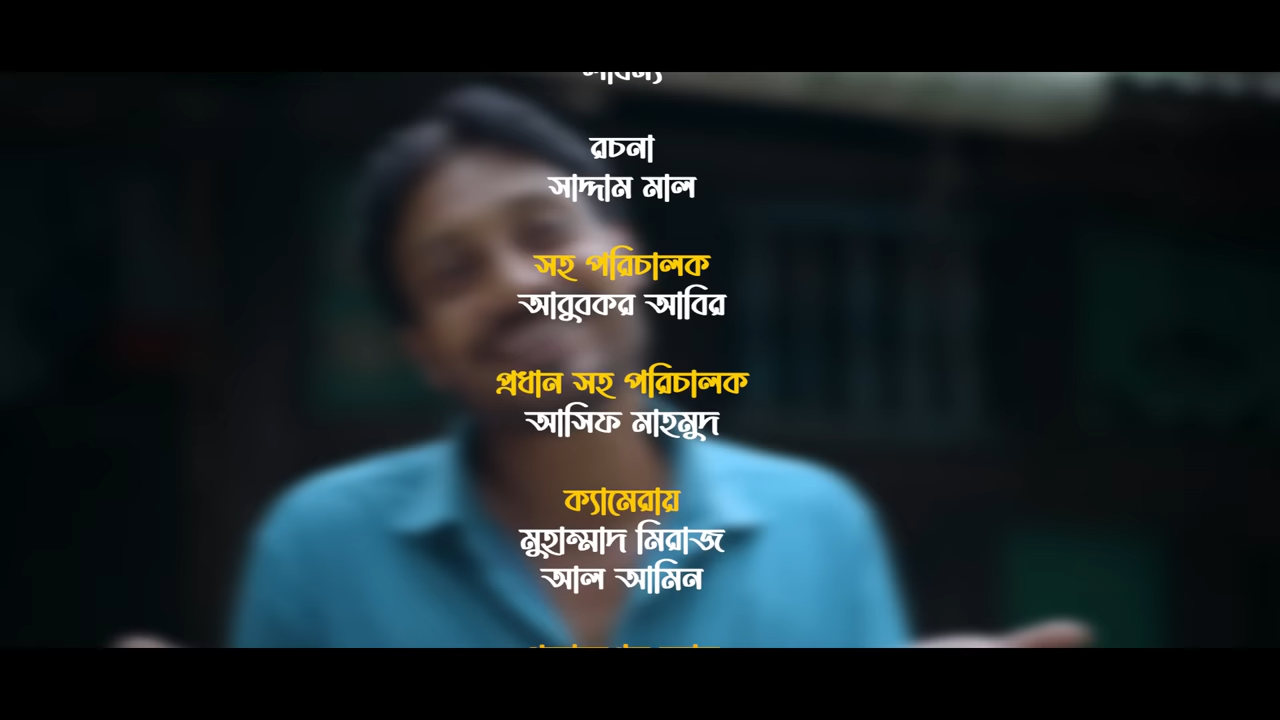 রচনা
সাদ্দাম মাল
সহ পরিচালক
আবুবকর আবির
প্রধান সহ পরিচালক
আসিফ মাহমুদ
ক্যামেরায়
মুহাম্মাদ মিরাজ
আল আমিন